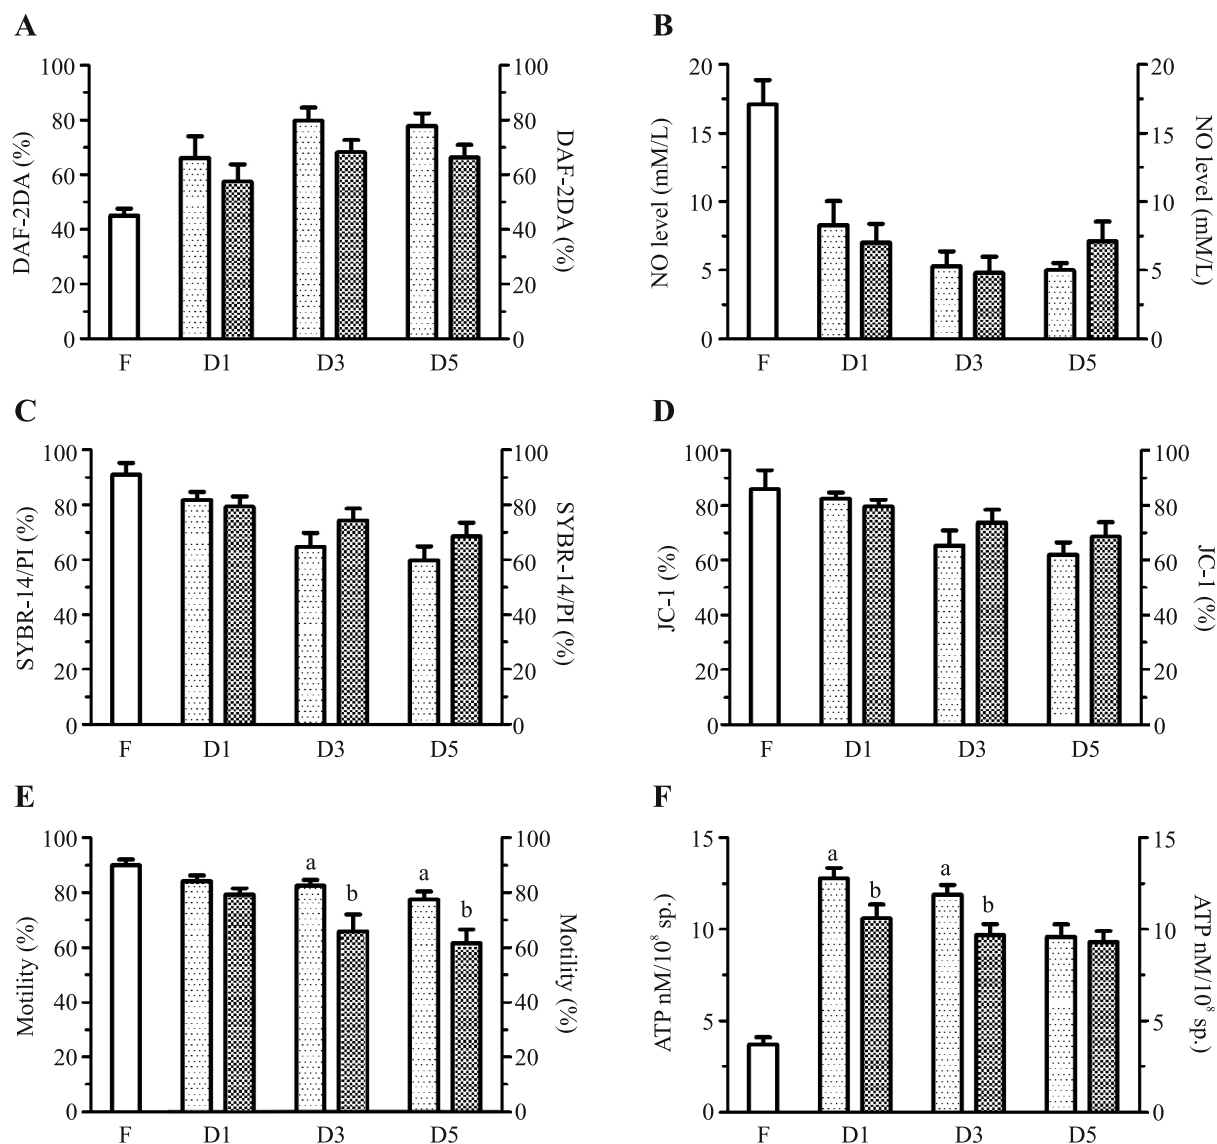 A
DAF-2DA (%)
100
80
60
40
20
0
100
80
60
40
20
0
DAF-2DA (%)
F D1 D3 D5
B
NO level (mM/L)
20
15
10
5
0
20
15
10
5
0
NO level (mM/L)
F D1 D3 D5
C
SYBR-14/PI (%)
100
80
60
40
20
0
100
80
60
40
20
0
SYBR-14/PI (%)
F D1 D3 D5
D
JC-1 (%)
100
80
60
40
20
0
100
80
60
40
20
0
JC-1 (%)
F D1 D3 D5
E
Motility (%)
100
80
60
40
20
0
a
b
a
b
100
80
60
40
20
0
Motility (%)
F D1 D3 D5
F
ATP nM/10⁸ sp.)
15
10
5
0
a
b
a
b
15
10
5
0
ATP nM/10⁸ sp.)
F D1 D3 D5